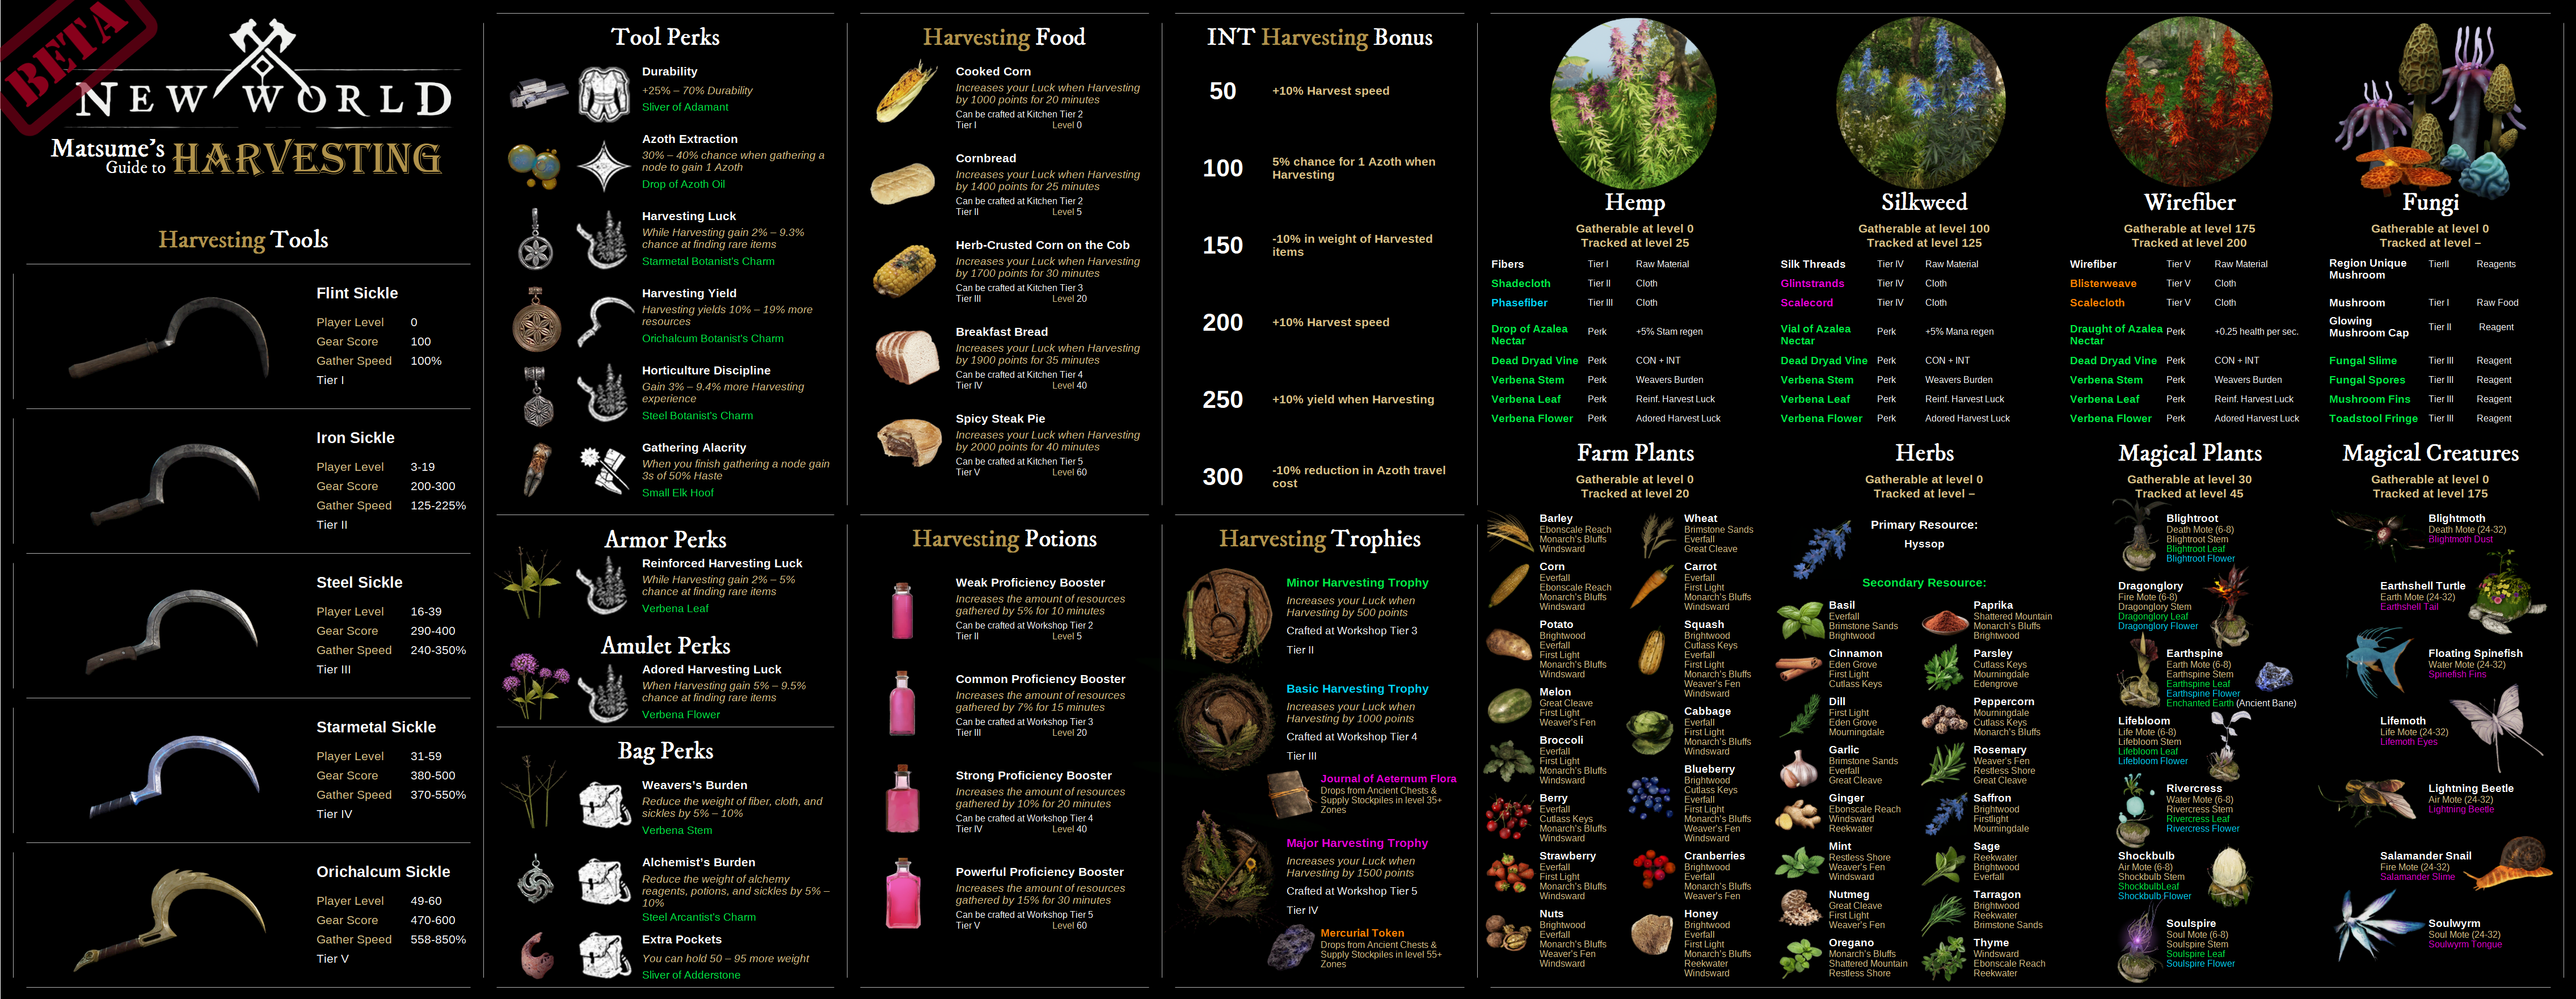 BETA
NEW WORLD
Matsume's
Guide to
HARVESTING
Harvesting Tools
Flint Sickle
Player Level 0
Gear Score 100
Gather Speed 100%
Tier I
Iron Sickle
Player Level 3-19
Gear Score 200-300
Gather Speed 125-225%
Tier II
Steel Sickle
Player Level 16-39
Gear Score 290-400
Gather Speed 240-350%
Tier III
Starmetal Sickle
Player Level 31-59
Gear Score 380-500
Gather Speed 370-550%
Tier IV
Orichalcum Sickle
Player Level 49-60
Gear Score 470-600
Gather Speed 558-850%
Tier V
Tool Perks
Durability
+25% – 70% Durability
Sliver of Adamant
Azoth Extraction
30% – 40% chance when gathering a
node to gain 1 Azoth
Drop of Azoth Oil
Harvesting Luck
While Harvesting gain 2% – 9.3%
chance at finding rare items
Starmetal Botanist's Charm
Harvesting Yield
Harvesting yields 10% – 19% more
resources
Orichalcum Botanist's Charm
Horticulture Discipline
Gain 3% – 9.4% more Harvesting
experience
Steel Botanist's Charm
Gathering Alacrity
When you finish gathering a node gain
3s of 50% Haste
Small Elk Hoof
Armor Perks
Reinforced Harvesting Luck
While Harvesting gain 2% – 5%
chance at finding rare items
Verbena Leaf
Amulet Perks
Adored Harvesting Luck
When Harvesting gain 5% – 9.5%
chance at finding rare items
Verbena Flower
Bag Perks
Weavers's Burden
Reduce the weight of fiber, cloth, and
sickles by 5% – 10%
Verbena Stem
Alchemist's Burden
Reduce the weight of alchemy
reagents, potions, and sickles by 5% –
10%
Steel Arcantist's Charm
Extra Pockets
You can hold 50 – 95 more weight
Sliver of Adderstone
Harvesting Food
Cooked Corn
Increases your Luck when Harvesting
by 1000 points for 20 minutes
Can be crafted at Kitchen Tier 2
Tier I Level 0
Cornbread
Increases your Luck when Harvesting
by 1400 points for 25 minutes
Can be crafted at Kitchen Tier 2
Tier II Level 5
Herb-Crusted Corn on the Cob
Increases your Luck when Harvesting
by 1700 points for 30 minutes
Can be crafted at Kitchen Tier 3
Tier III Level 20
Breakfast Bread
Increases your Luck when Harvesting
by 1900 points for 35 minutes
Can be crafted at Kitchen Tier 4
Tier IV Level 40
Spicy Steak Pie
Increases your Luck when Harvesting
by 2000 points for 40 minutes
Can be crafted at Kitchen Tier 5
Tier V Level 60
Harvesting Potions
Weak Proficiency Booster
Increases the amount of resources
gathered by 5% for 10 minutes
Can be crafted at Workshop Tier 2
Tier II Level 5
Common Proficiency Booster
Increases the amount of resources
gathered by 7% for 15 minutes
Can be crafted at Workshop Tier 3
Tier III Level 20
Strong Proficiency Booster
Increases the amount of resources
gathered by 10% for 20 minutes
Can be crafted at Workshop Tier 4
Tier IV Level 40
Powerful Proficiency Booster
Increases the amount of resources
gathered by 15% for 30 minutes
Can be crafted at Workshop Tier 5
Tier V Level 60
INT Harvesting Bonus
50 +10% Harvest speed
100 5% chance for 1 Azoth when
Harvesting
150 -10% in weight of Harvested
items
200 +10% Harvest speed
250 +10% yield when Harvesting
300 -10% reduction in Azoth travel
cost
Harvesting Trophies
Minor Harvesting Trophy
Increases your Luck when
Harvesting by 500 points
Crafted at Workshop Tier 3
Tier II
Basic Harvesting Trophy
Increases your Luck when
Harvesting by 1000 points
Crafted at Workshop Tier 4
Tier III
Journal of Aeternum Flora
Drops from Ancient Chests &
Supply Stockpiles in level 35+
Zones
Major Harvesting Trophy
Increases your Luck when
Harvesting by 1500 points
Crafted at Workshop Tier 5
Tier IV
Mercurial Token
Drops from Ancient Chests &
Supply Stockpiles in level 55+
Zones
Hemp
Gatherable at level 0
Tracked at level 25
Fibers Tier I Raw Material
Shadecloth Tier II Cloth
Phasefiber Tier III Cloth
Drop of Azalea
Nectar Perk +5% Stam regen
Dead Dryad Vine Perk CON + INT
Verbena Stem Perk Weavers Burden
Verbena Leaf Perk Reinf. Harvest Luck
Verbena Flower Perk Adored Harvest Luck
Silkweed
Gatherable at level 100
Tracked at level 125
Silk Threads Tier IV Raw Material
Glintstrands Tier IV Cloth
Scalecord Tier IV Cloth
Vial of Azalea
Nectar Perk +5% Mana regen
Dead Dryad Vine Perk CON + INT
Verbena Stem Perk Weavers Burden
Verbena Leaf Perk Reinf. Harvest Luck
Verbena Flower Perk Adored Harvest Luck
Wirefiber
Gatherable at level 175
Tracked at level 200
Wirefiber Tier V Raw Material
Blisterweave Tier V Cloth
Scalecloth Tier V Cloth
Draught of Azalea
Nectar Perk +0.25 health per sec.
Dead Dryad Vine Perk CON + INT
Verbena Stem Perk Weavers Burden
Verbena Leaf Perk Reinf. Harvest Luck
Verbena Flower Perk Adored Harvest Luck
Fungi
Gatherable at level 0
Tracked at level –
Region Unique
Mushroom TierII Reagents
Mushroom Tier I Raw Food
Glowing
Mushroom Cap Tier II Reagent
Fungal Slime Tier III Reagent
Fungal Spores Tier III Reagent
Mushroom Fins Tier III Reagent
Toadstool Fringe Tier III Reagent
Farm Plants
Gatherable at level 0
Tracked at level 20
Barley
Ebonscale Reach
Monarch's Bluffs
Windsward
Corn
Everfall
Ebonscale Reach
Monarch's Bluffs
Windsward
Potato
Brightwood
Everfall
First Light
Monarch's Bluffs
Windsward
Melon
Great Cleave
First Light
Weaver's Fen
Broccoli
Everfall
First Light
Monarch's Bluffs
Windsward
Berry
Everfall
Cutlass Keys
Monarch's Bluffs
Windsward
Strawberry
Everfall
First Light
Monarch's Bluffs
Windsward
Nuts
Brightwood
Everfall
Monarch's Bluffs
Weaver's Fen
Windsward
Wheat
Brimstone Sands
Everfall
Great Cleave
Carrot
Everfall
First Light
Monarch's Bluffs
Windsward
Squash
Brightwood
Cutlass Keys
Everfall
First Light
Monarch's Bluffs
Weaver's Fen
Windsward
Cabbage
Everfall
First Light
Monarch's Bluffs
Windsward
Blueberry
Brightwood
Cutlass Keys
Everfall
First Light
Monarch's Bluffs
Weaver's Fen
Windsward
Cranberries
Brightwood
Everfall
Monarch's Bluffs
Weaver's Fen
Honey
Brightwood
Everfall
First Light
Monarch's Bluffs
Reekwater
Windsward
Herbs
Gatherable at level 0
Tracked at level –
Primary Resource:
Hyssop
Secondary Resource:
Basil
Everfall
Brimstone Sands
Brightwood
Cinnamon
Eden Grove
First Light
Cutlass Keys
Dill
First Light
Eden Grove
Mourningdale
Garlic
Brimstone Sands
Everfall
Great Cleave
Ginger
Ebonscale Reach
Windsward
Reekwater
Mint
Restless Shore
Weaver's Fen
Windsward
Nutmeg
Great Cleave
First Light
Weaver's Fen
Oregano
Monarch's Bluffs
Shattered Mountain
Restless Shore
Paprika
Shattered Mountain
Monarch's Bluffs
Brightwood
Parsley
Cutlass Keys
Mourningdale
Edengrove
Peppercorn
Mourningdale
Cutlass Keys
Monarch's Bluffs
Rosemary
Weaver's Fen
Restless Shore
Great Cleave
Saffron
Brightwood
Firstlight
Mourningdale
Sage
Reekwater
Brightwood
Everfall
Tarragon
Brightwood
Reekwater
Brimstone Sands
Thyme
Windsward
Ebonscale Reach
Reekwater
Magical Plants
Gatherable at level 30
Tracked at level 45
Blightroot
Death Mote (6-8)
Blightroot Stem
Blightroot Leaf
Blightroot Flower
Dragonglory
Fire Mote (6-8)
Dragonglory Stem
Dragonglory Leaf
Dragonglory Flower
Earthspine
Earth Mote (6-8)
Earthspine Stem
Earthspine Leaf
Earthspine Flower
Enchanted Earth (Ancient Bane)
Lifebloom
Life Mote (6-8)
Lifebloom Stem
Lifebloom Leaf
Lifebloom Flower
Rivercress
Water Mote (6-8)
Rivercress Stem
Rivercress Leaf
Rivercress Flower
Shockbulb
Air Mote (6-8)
Shockbulb Stem
ShockbulbLeaf
Shockbulb Flower
Soulspire
Soul Mote (6-8)
Soulspire Stem
Soulspire Leaf
Soulspire Flower
Magical Creatures
Gatherable at level 0
Tracked at level 175
Blightmoth
Death Mote (24-32)
Blightmoth Dust
Earthshell Turtle
Earth Mote (24-32)
Earthshell Tail
Floating Spinefish
Water Mote (24-32)
Spinefish Fins
Lifemoth
Life Mote (24-32)
Lifemoth Eyes
Lightning Beetle
Air Mote (24-32)
Lightning Beetle
Salamander Snail
Fire Mote (24-32)
Salamander Slime
Soulwyrm
Soul Mote (24-32)
Soulwyrm Tongue